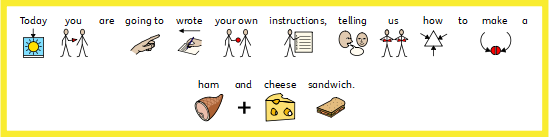 Today you are going to wrote your own instructions, telling us how to make a
ham and cheese sandwich.